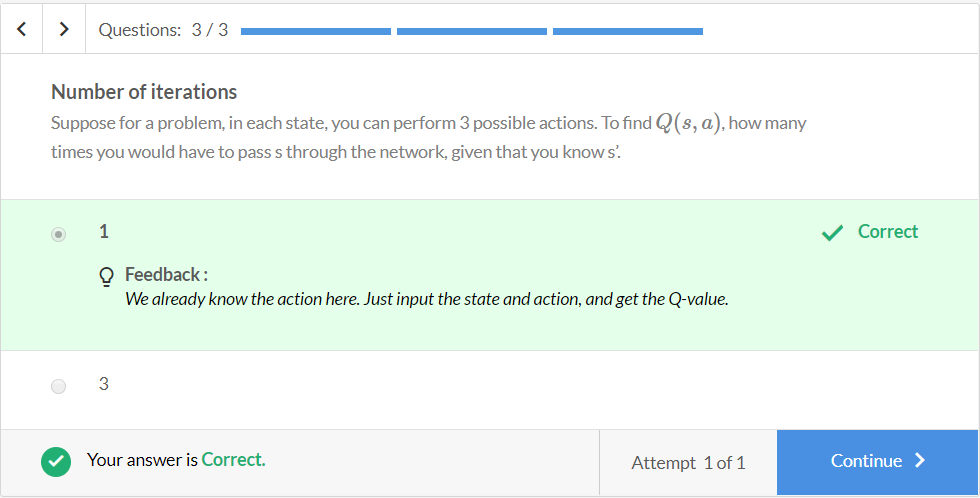 Questions: 3 / 3
Number of iterations
Suppose for a problem, in each state, you can perform 3 possible actions. To find Q(s, a), how many
times you would have to pass s through the network, given that you know s’.
1
Correct
Feedback :
We already know the action here. Just input the state and action, and get the Q-value.
3
Your answer is Correct.
Attempt 1 of 1
Continue